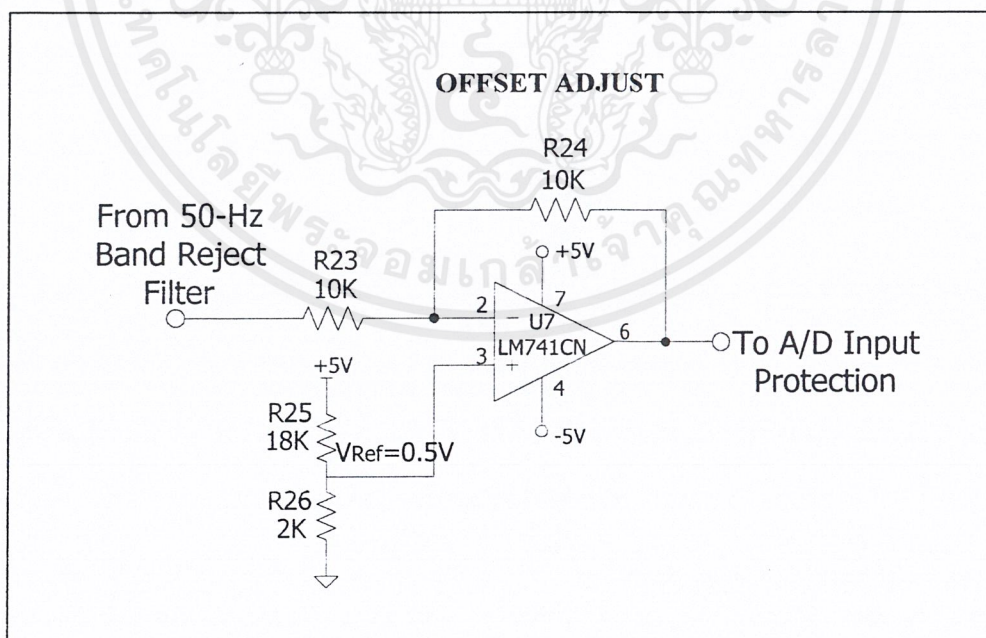 OFFSET ADJUST
R24
10K
From 50-Hz
Band Reject
Filter
R23
10K
+5V
7
2
U7
6
LM741CN
3
4
-5V
To A/D Input
Protection
+5V
R25
18K
VRef=0.5V
R26
2K